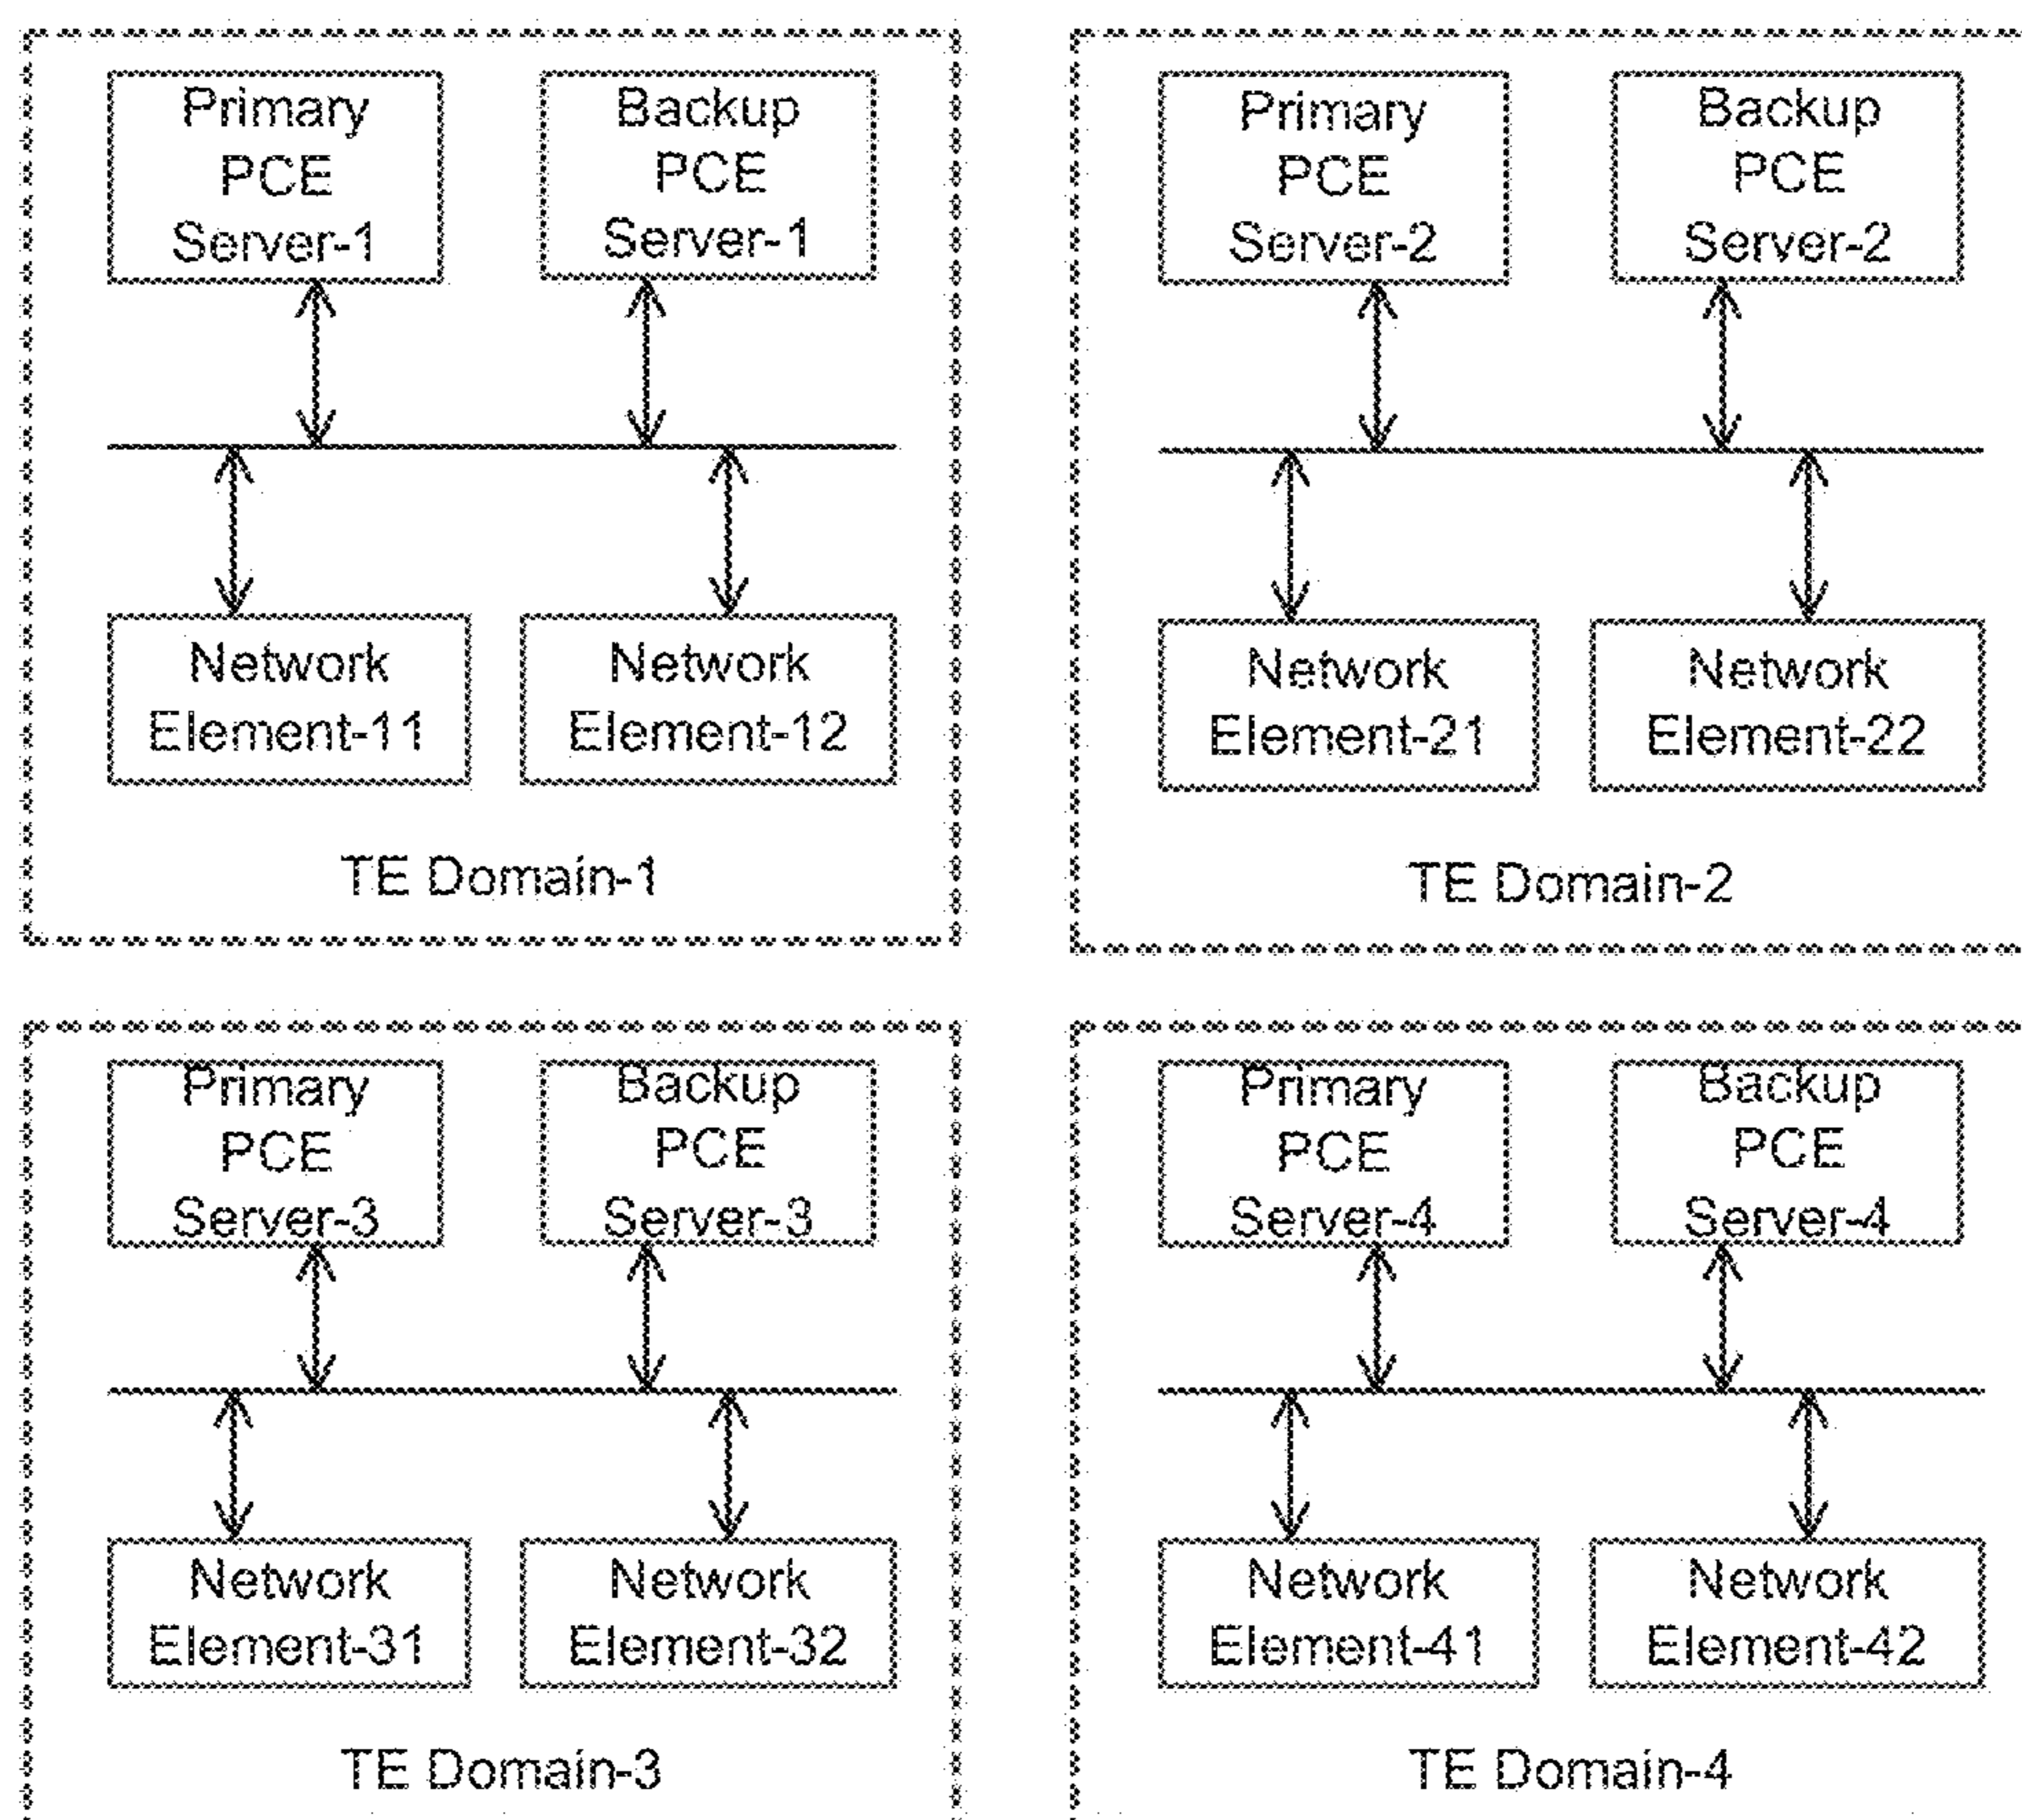 Primary
PCE
Server-1
Backup
PCE
Server-1
Network
Element-11
Network
Element-12
TE Domain-1
Primary
PCE
Server-2
Backup
PCE
Server-2
Network
Element-21
Network
Element-22
TE Domain-2
Primary
PCE
Server-3
Backup
PCE
Server-3
Network
Element-31
Network
Element-32
TE Domain-3
Primary
PCE
Server-4
Backup
PCE
Server-4
Network
Element-41
Network
Element-42
TE Domain-4